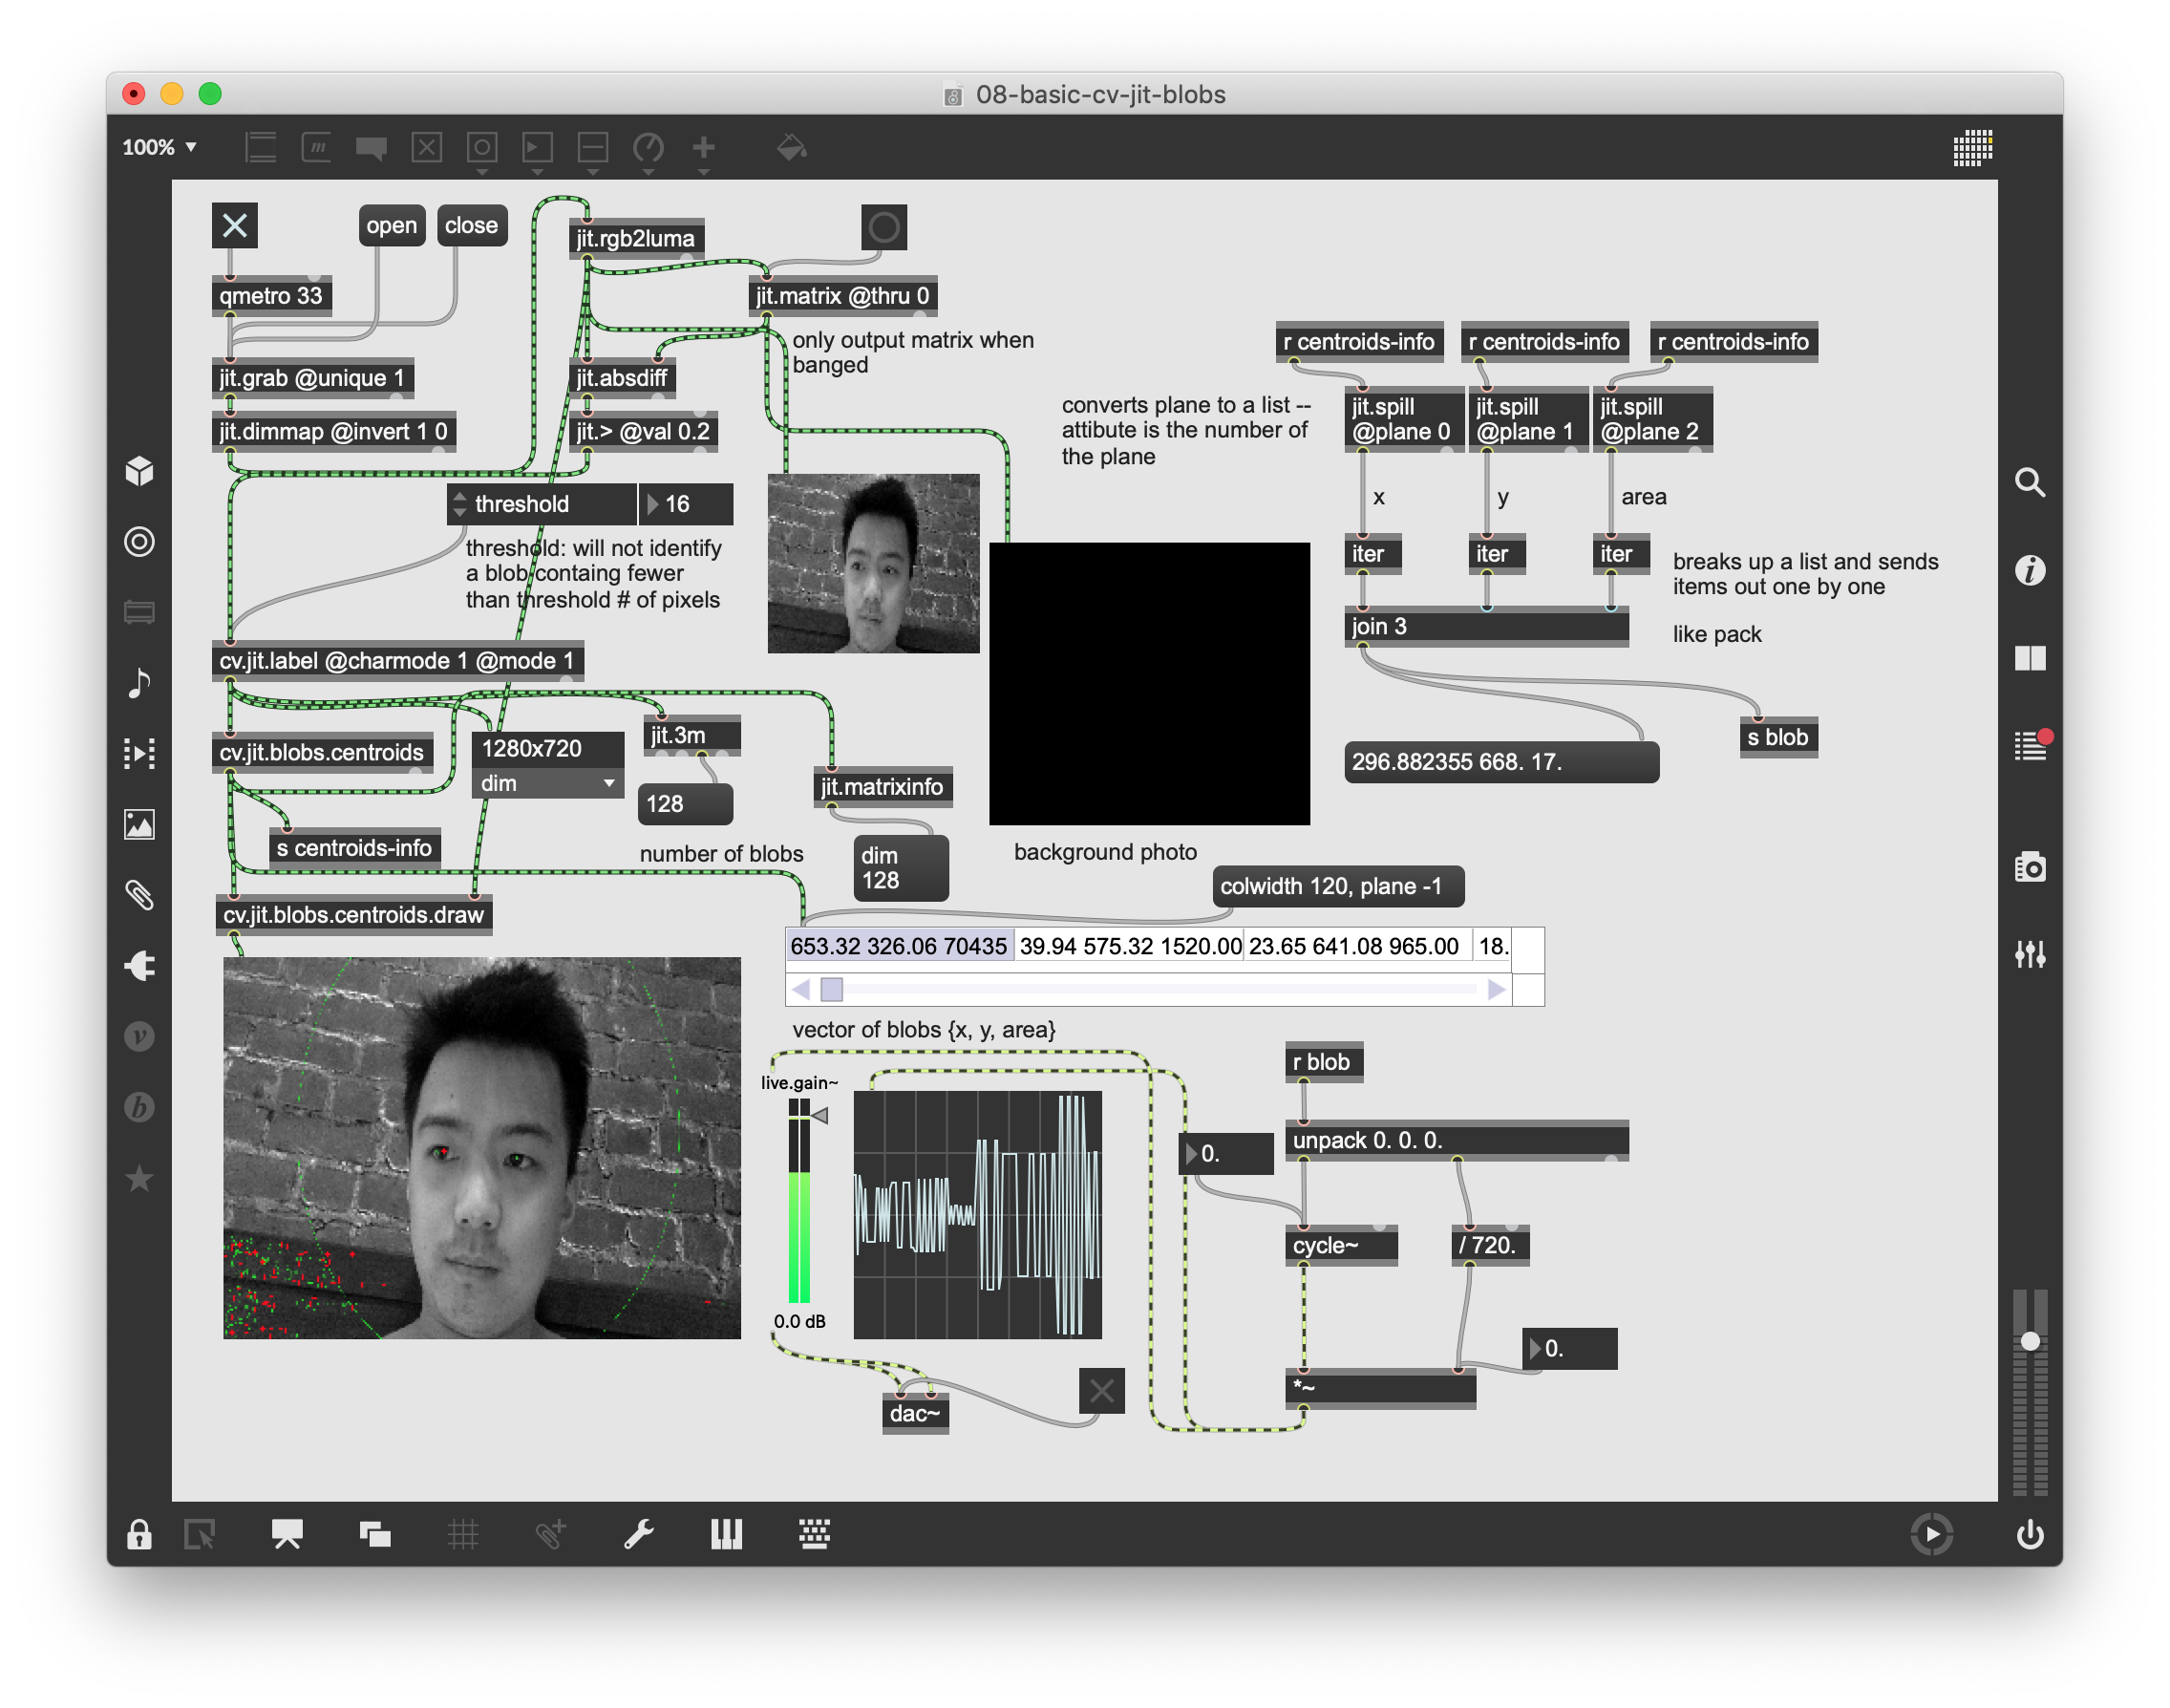 08-basic-cv-jit-blobs
100%
open
close
jit.rgb2luma
qmetro 33
jit.matrix @thru 0
only output matrix when
banged
jit.grab @unique 1
jit.absdiff
jit.dimmap @invert 1 0
jit.> @val 0.2
threshold
16
threshold: will not identify
a blob containg fewer
than threshold # of pixels
cv.jit.label @charmode 1 @mode 1
cv.jit.blobs.centroids
1280x720
dim
jit.3m
128
number of blobs
jit.matrixinfo
dim
128
s centroids-info
cv.jit.blobs.centroids.draw
background photo
r centroids-info
r centroids-info
r centroids-info
converts plane to a list --
attibute is the number of
the plane
jit.spill
@plane 0
jit.spill
@plane 1
jit.spill
@plane 2
x
y
area
iter
iter
iter
breaks up a list and sends
items out one by one
join 3
like pack
296.882355 668. 17.
s blob
colwidth 120, plane -1
653.32 326.06 70435
39.94 575.32 1520.00
23.65 641.08 965.00
18.
vector of blobs {x, y, area}
live.gain~
0.0 dB
dac~
r blob
unpack 0. 0. 0.
0.
cycle~
/ 720.
0.
*~